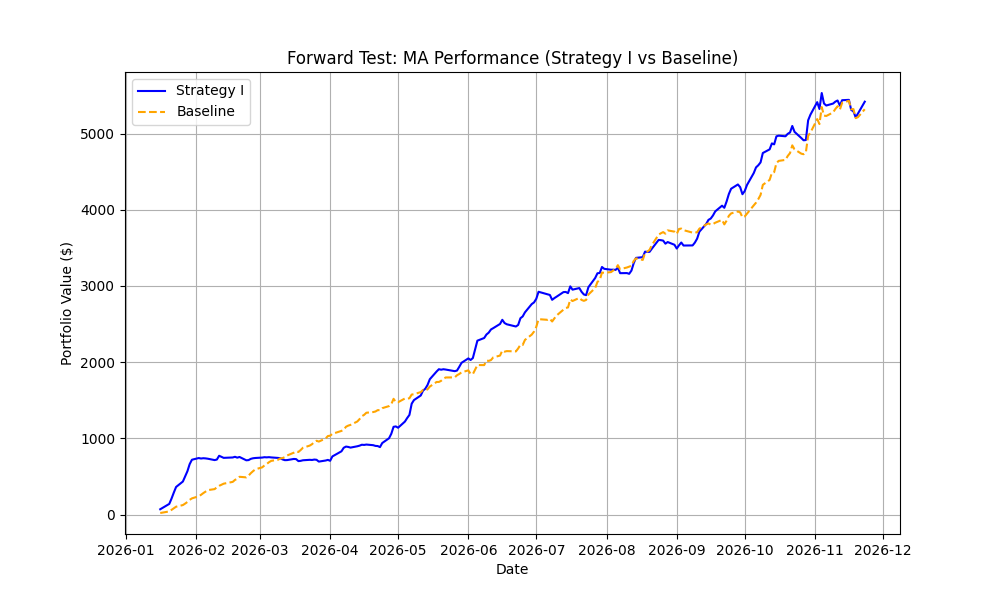 Forward Test: MA Performance (Strategy I vs Baseline)
Strategy I
Baseline
Portfolio Value ($)
5000
4000
3000
2000
1000
0
2026-01 2026-02 2026-03 2026-04 2026-05 2026-06 2026-07 2026-08 2026-09 2026-10 2026-11 2026-12
Date